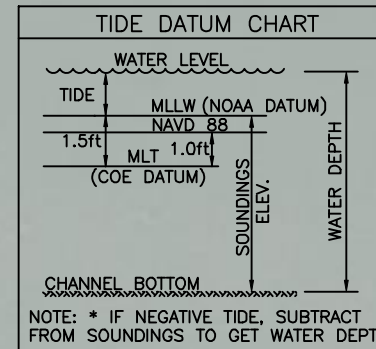 TIDE DATUM CHART
WATER LEVEL
TIDE
MLLW (NOAA DATUM)
NAVD 88
1.5ft
1.0ft
MLT
(COE DATUM)
SOUNDINGS
ELEV.
WATER DEPTH
CHANNEL BOTTOM
NOTE: * IF NEGATIVE TIDE, SUBTRACT
FROM SOUNDINGS TO GET WATER DEPT